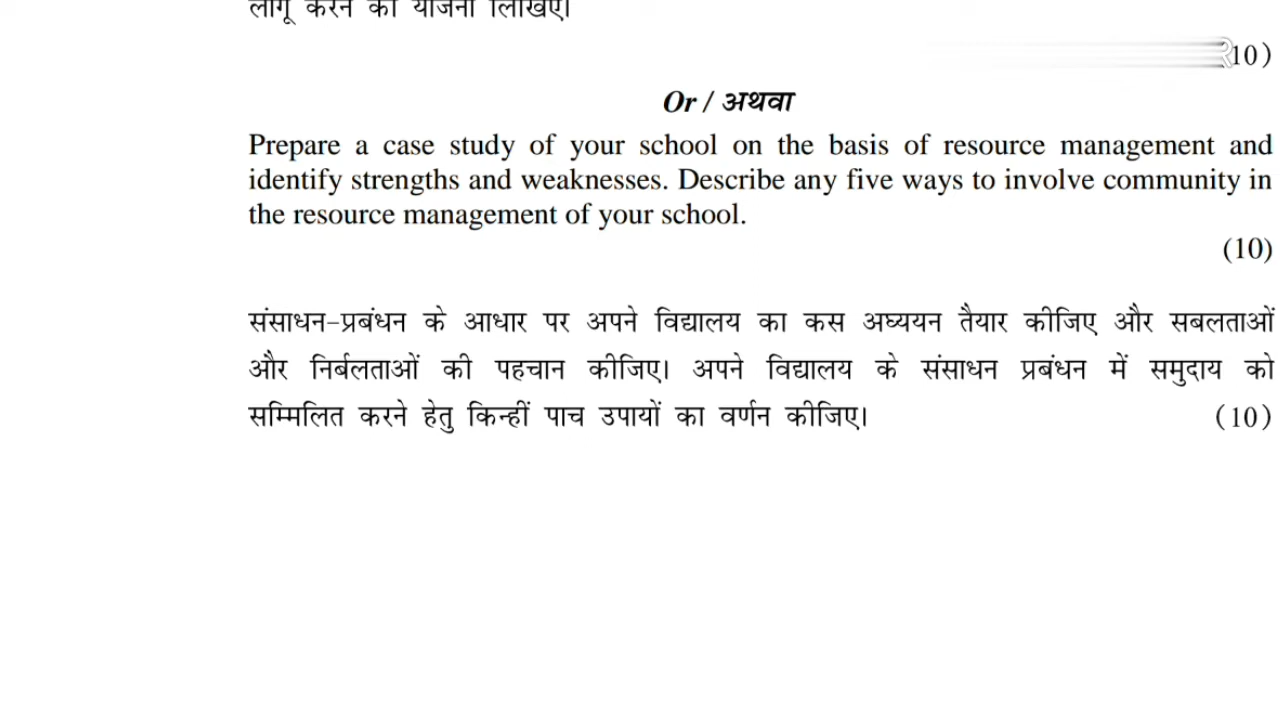 लागू करने की योजना लिखिए।
10)
Or / अथवा
Prepare a case study of your school on the basis of resource management and
identify strengths and weaknesses. Describe any five ways to involve community in
the resource management of your school.
(10)
संसाधन-प्रबंधन के आधार पर अपने विद्यालय का कस अघ्ययन तैयार कीजिए और सबलताओं
और निर्बलताओं की पहचान कीजिए। अपने विद्यालय के संसाधन प्रबंधन में समुदाय को
सम्मिलित करने हेतु किन्हीं पाच उपायों का वर्णन कीजिए। (10)